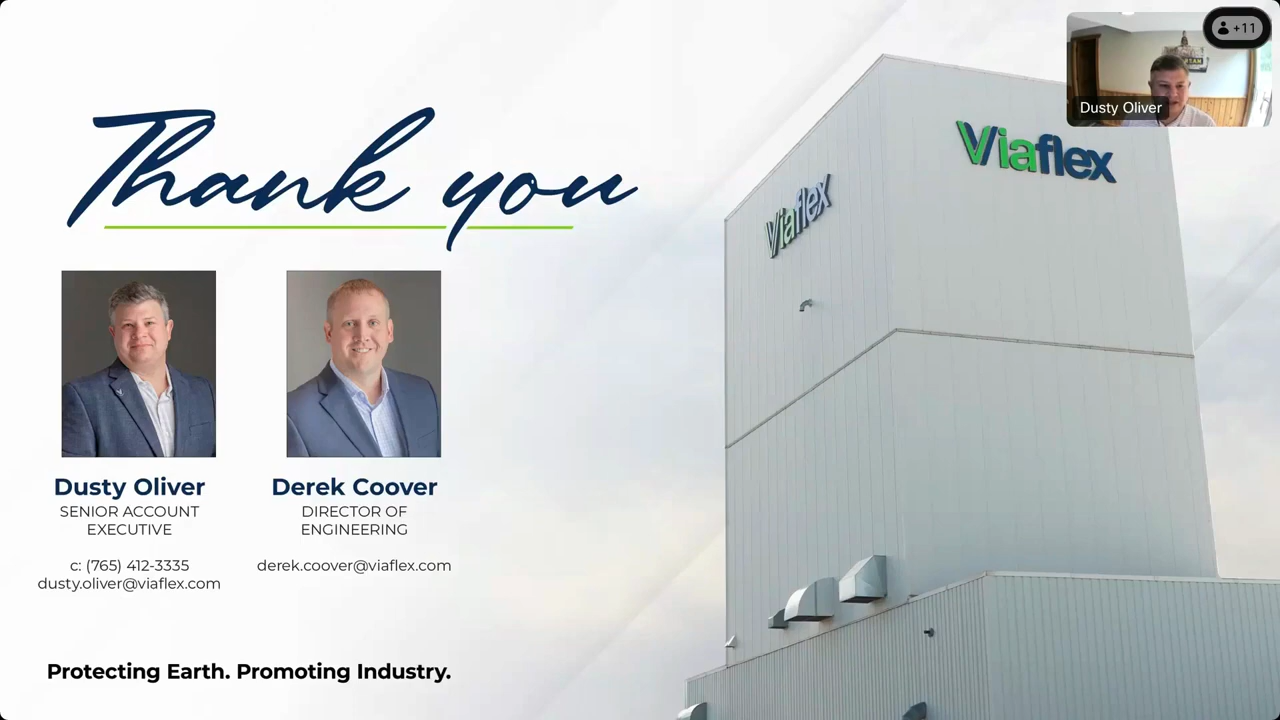 Thank you
Dusty Oliver
SENIOR ACCOUNT
EXECUTIVE
c: (765) 412-3335
dusty.oliver@viaflex.com
Derek Coover
DIRECTOR OF
ENGINEERING
derek.coover@viaflex.com
Protecting Earth. Promoting Industry.
Viaflex
Viaflex
+11
Dusty Oliver